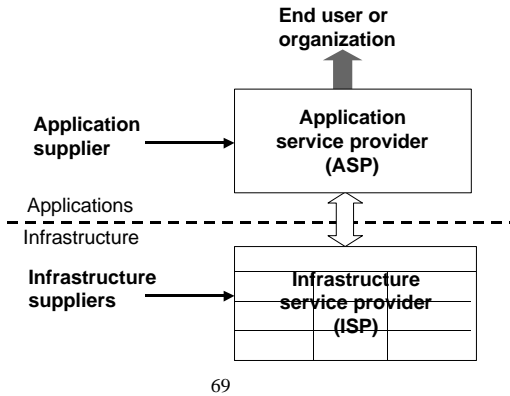 End user or
organization
Application
supplier
Application
service provider
(ASP)
Applications
Infrastructure
Infrastructure
suppliers
Infrastructure
service provider
(ISP)
69